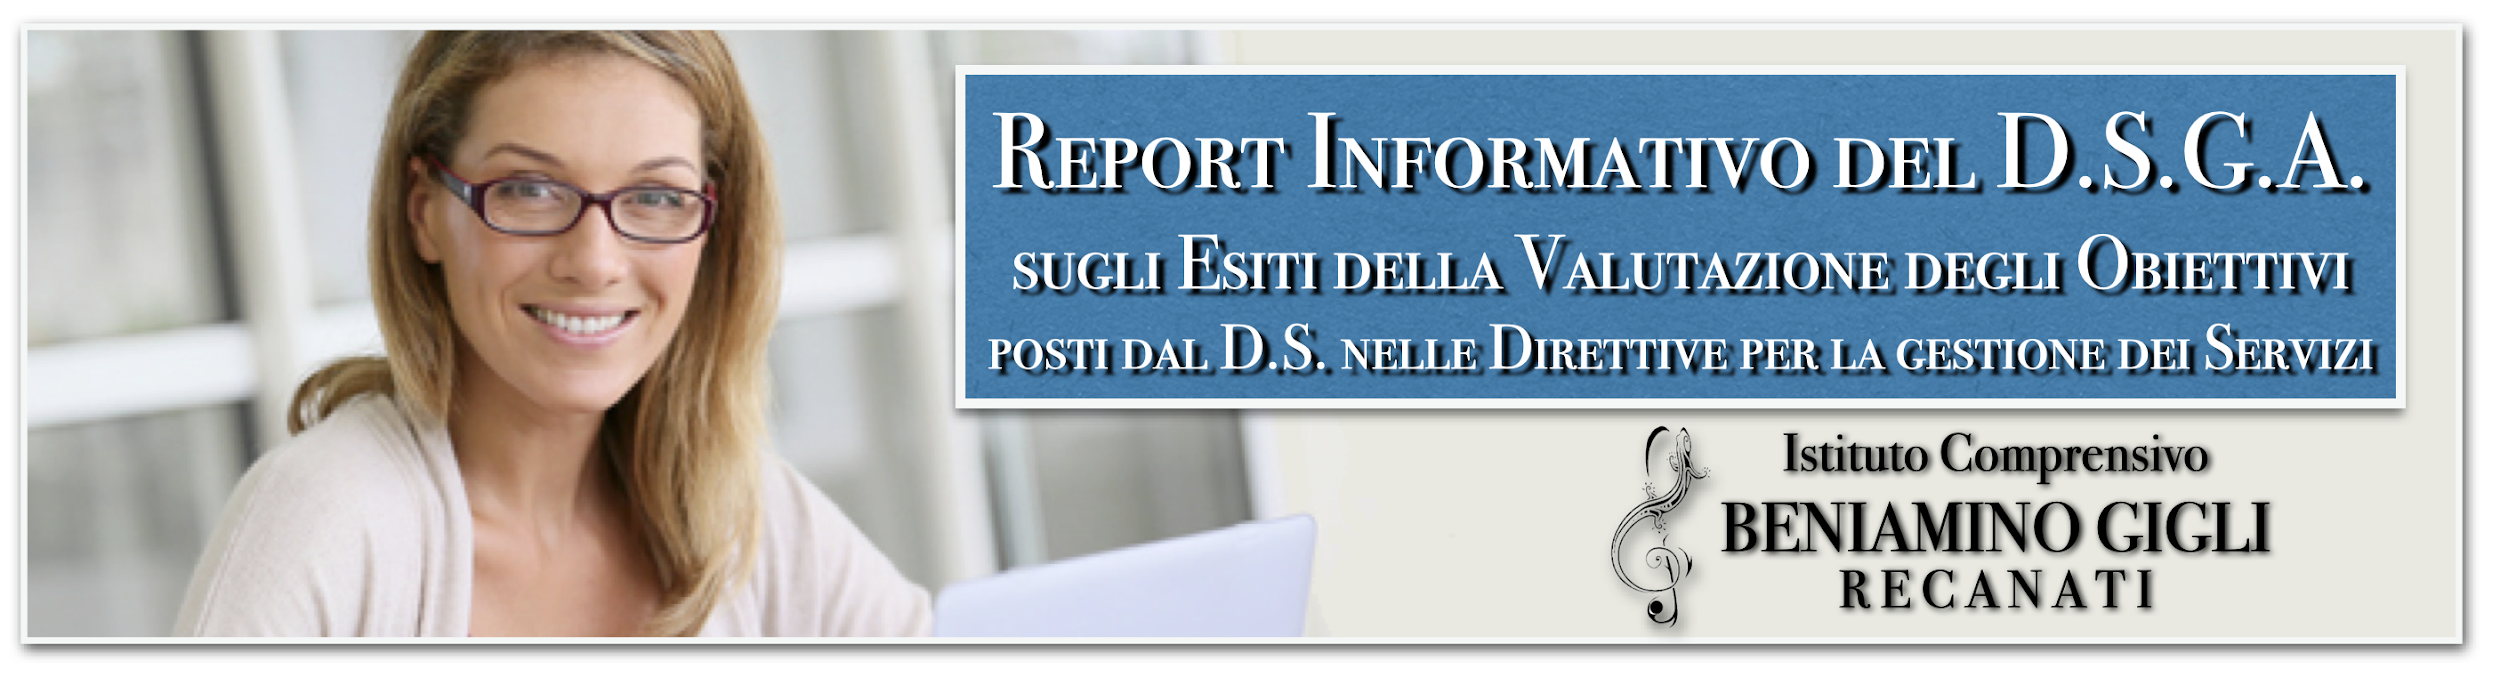 Report Informativo del D.S.G.A.
sugli Esiti della Valutazione degli Obiettivi
posti dal D.S. nelle Direttive per la gestione dei Servizi
Istituto Comprensivo
BENIAMINO GIGLI
RECANATI